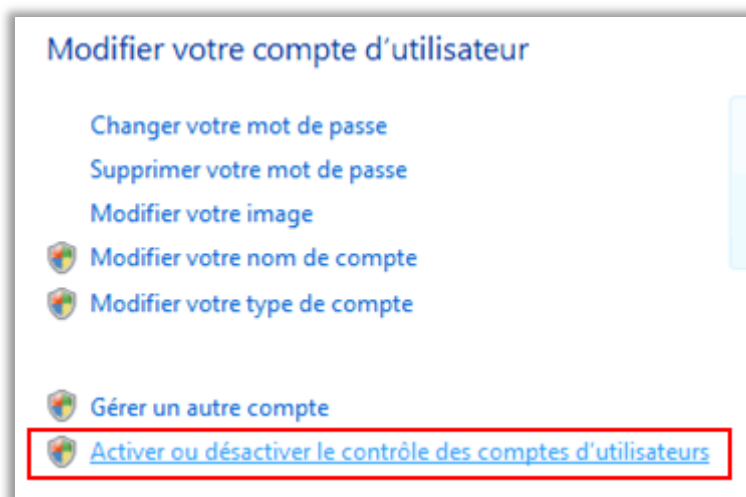 Modifier votre compte d'utilisateur
Changer votre mot de passe
Supprimer votre mot de passe
Modifier votre image
Modifier votre nom de compte
Modifier votre type de compte
Gérer un autre compte
Activer ou désactiver le contrôle des comptes d'utilisateurs